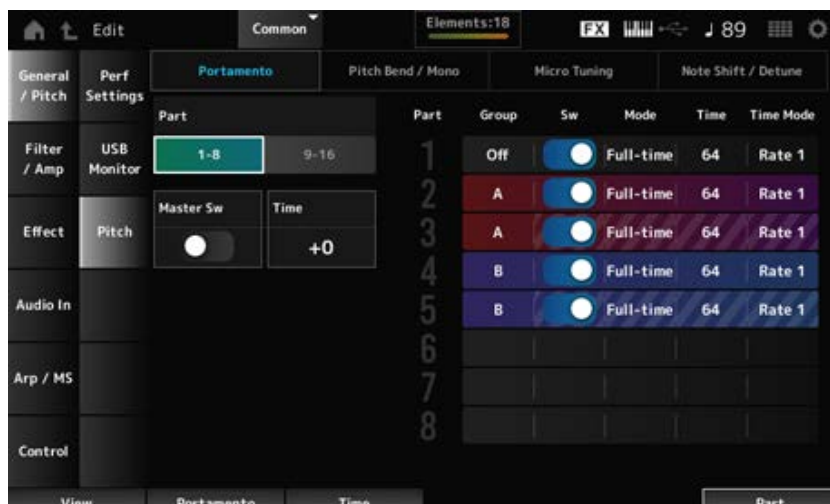 Edit Common Elements:18 FX 89
General / Pitch
Perf Settings
Portamento Pitch Bend / Mono Micro Tuning Note Shift / Detune
Part
1-8 9-16
Master Sw Time
+0
Part Group Sw Mode Time Time Mode
1 Off Full-time 64 Rate 1
2 A Full-time 64 Rate 1
3 A Full-time 64 Rate 1
4 B Full-time 64 Rate 1
5 B Full-time 64 Rate 1
6
7
8
Filter / Amp
USB Monitor
Effect
Pitch
Audio In
Arp / MS
Control
View Portamento Time Part